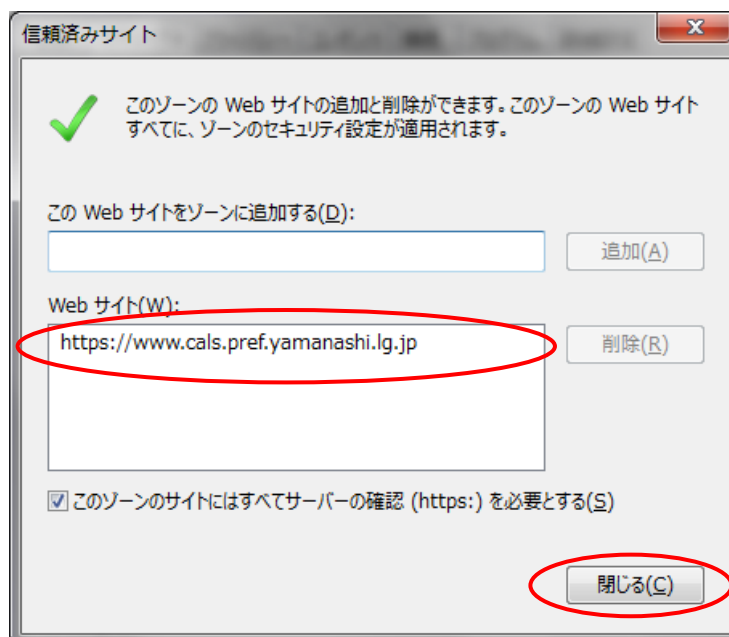 信頼済みサイト
このゾーンの Web サイトの追加と削除ができます。このゾーンの Web サイト
すべてに、ゾーンのセキュリティ設定が適用されます。
この Web サイトをゾーンに追加する(D):
追加(A)
Web サイト(W):
https://www.cals.pref.yamanashi.lg.jp
削除(R)
このゾーンのサイトにはすべてサーバーの確認 (https:) を必要とする(S)
閉じる(C)